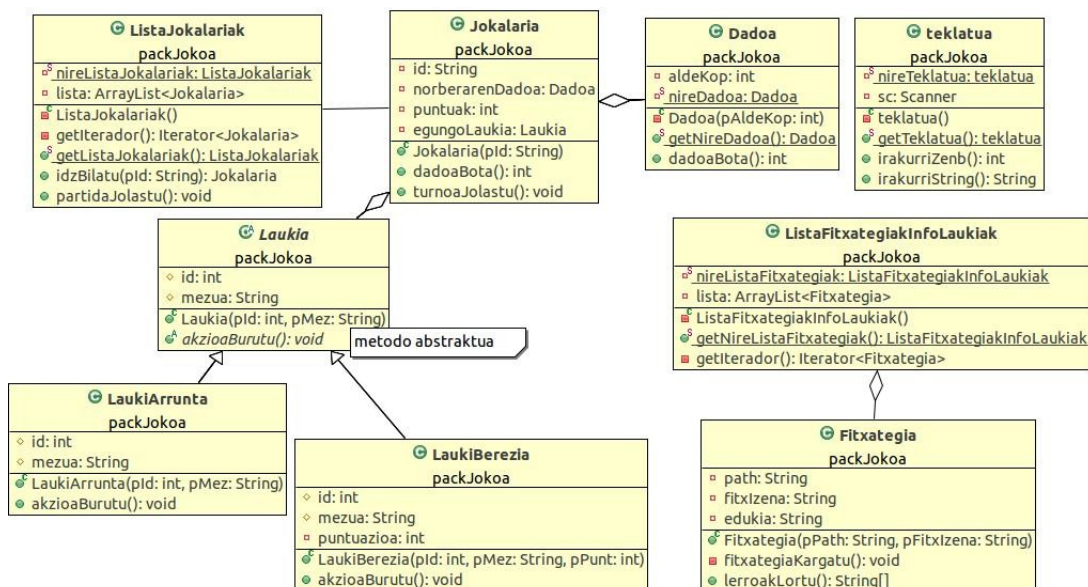 ListaJokalariak
packJokoa
nireListaJokalariak: ListaJokalariak
lista: ArrayList<Jokalaria>
ListaJokalariak()
getIterador(): Iterator<Jokalaria>
getListaJokalariak(): ListaJokalariak
idzBilatu(pId: String): Jokalaria
partidaJolastu(): void
Jokalaria
packJokoa
id: String
norberarenDadoa: Dadoa
puntuak: int
egungoLaukia: Laukia
Jokalaria(pId: String)
dadoaBota(): int
turnoaJolastu(): void
Dadoa
packJokoa
aldeKop: int
nireDadoa: Dadoa
Dadoa(pAldeKop: int)
getNireDadoa(): Dadoa
dadoaBota(): int
teklatua
packJokoa
nireTeklatua: teklatua
sc: Scanner
teklatua()
getTeklatua(): teklatua
irakurriZenb(): int
irakurriString(): String
Laukia
packJokoa
id: int
mezua: String
Laukia(pId: int, pMez: String)
akzioaBurutu(): void
metodo abstraktua
ListaFitxategiakInfoLaukiak
packJokoa
nireListaFitxategiak: ListaFitxategiakInfoLaukiak
lista: ArrayList<Fitxategia>
ListaFitxategiakInfoLaukiak()
getNireListaFitxategiak(): ListaFitxategiakInfoLaukiak
getIterador(): Iterator<Fitxategia>
LaukiArrunta
packJokoa
id: int
mezua: String
LaukiArrunta(pId: int, pMez: String)
akzioaBurutu(): void
LaukiBerezia
packJokoa
id: int
mezua: String
puntuazioa: int
LaukiBerezia(pId: int, pMez: String, pPunt: int)
akzioaBurutu(): void
Fitxategia
packJokoa
path: String
fitxIzena: String
edukia: String
Fitxategia(pPath: String, pFitxIzena: String)
fitxategiaKargatu(): void
lerroakLortu(): String[]